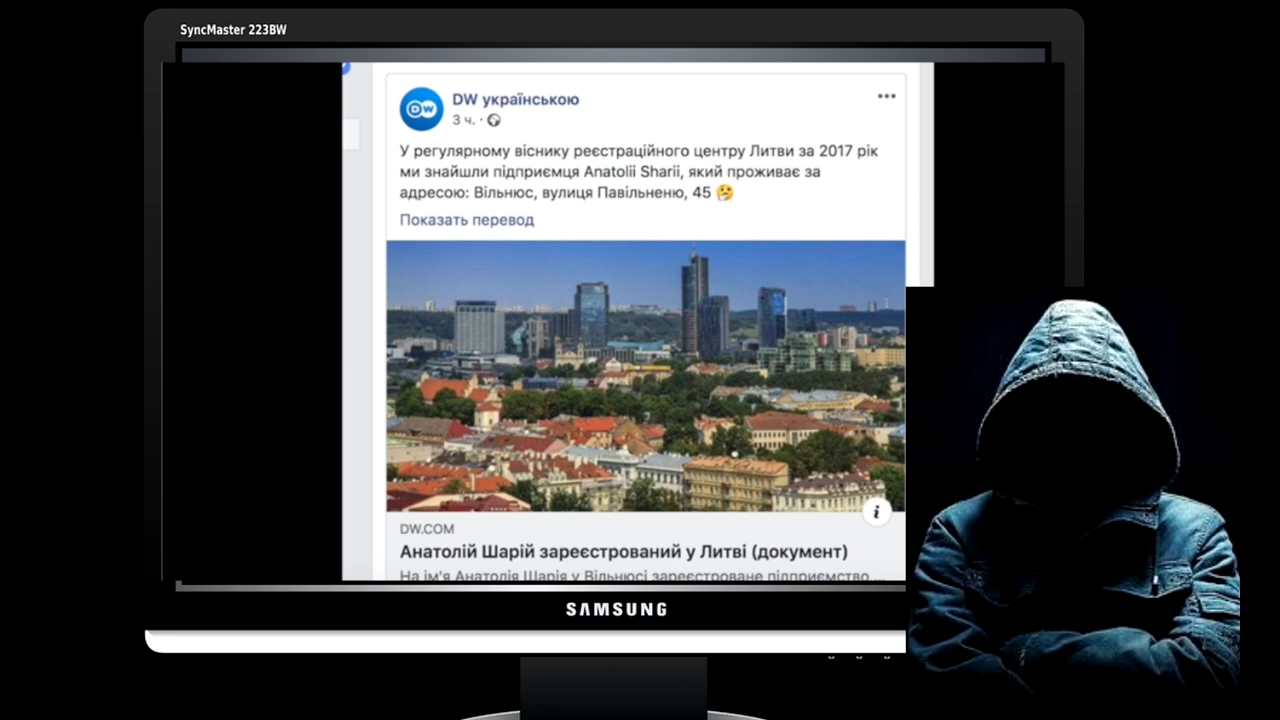 SyncMaster 223BW
DW українською
3 ч. ·
У регулярному віснику реєстраційного центру Литви за 2017 рік
ми знайшли підприємця Anatolii Sharii, який проживає за
адресою: Вільнюс, вулиця Павільненю, 45 🤔
Показать перевод
DW.COM
Анатолій Шарій зареєстрований у Литві (документ)
На ім'я Анатолія Шарія у Вільнюсі зареєстроване підприємство ...
SAMSUNG